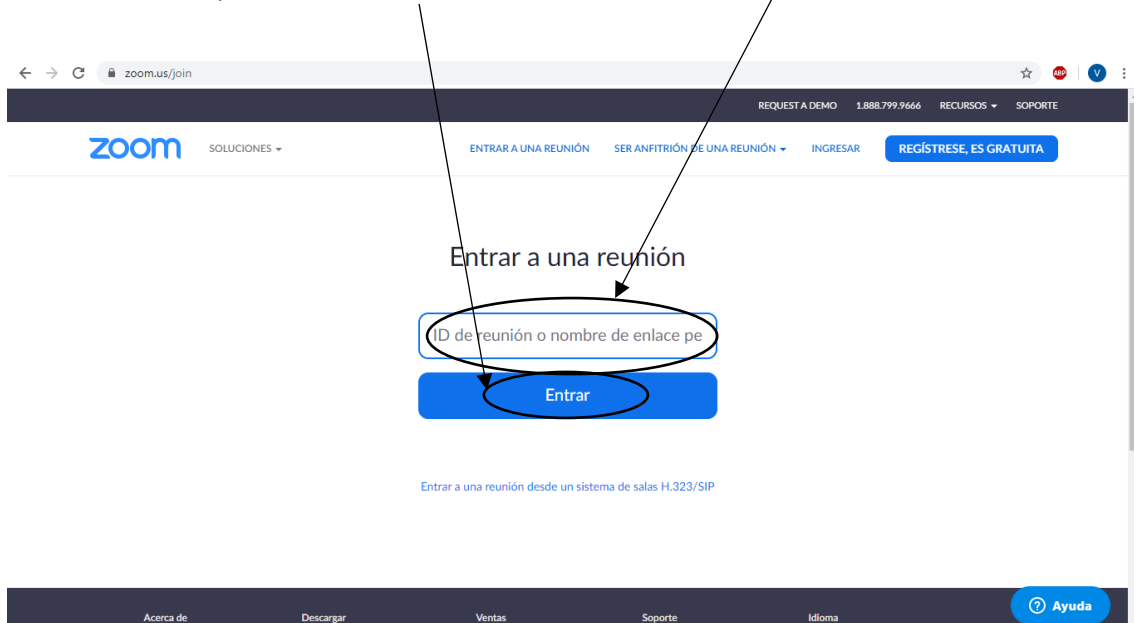 zoom.us/join
ABP
V
REQUEST A DEMO 1.888.799.9666 RECURSOS SOPORTE
zoom SOLUCIONES ENTRAR A UNA REUNIÓN SER ANFITRIÓN DE UNA REUNIÓN INGRESAR REGÍSTRESE, ES GRATUITA
Entrar a una reunión
ID de reunión o nombre de enlace pe
Entrar
Entrar a una reunión desde un sistema de salas H.323/SIP
Acerca de Descargar Ventas Soporte Idioma
Ayuda